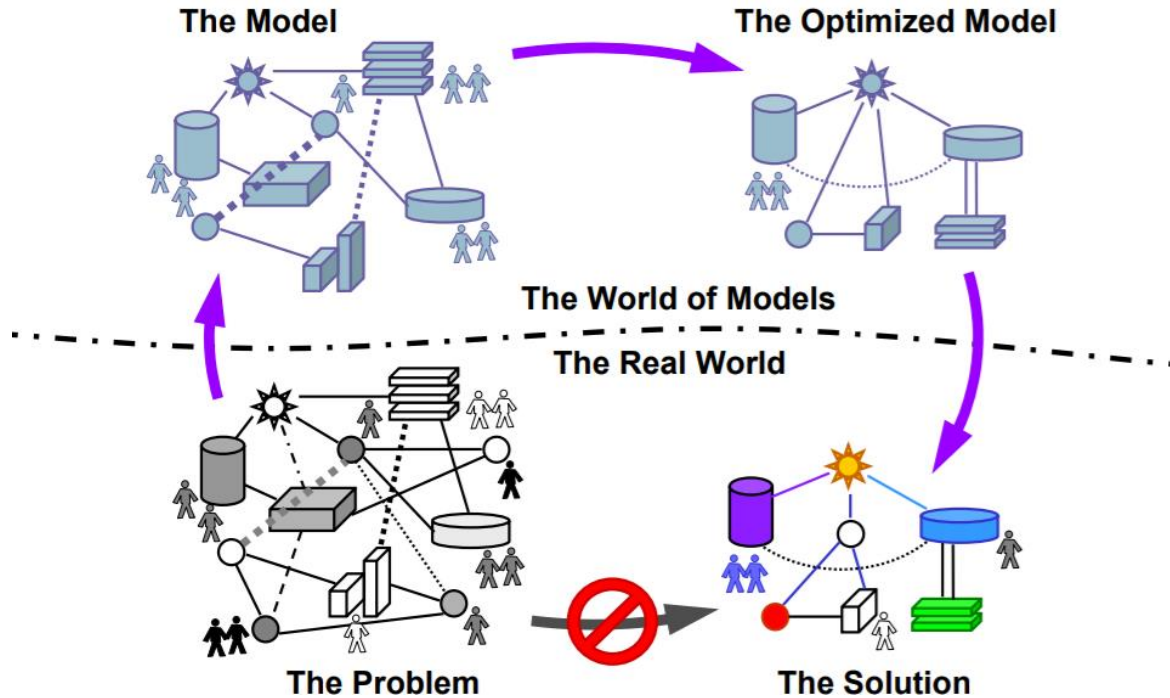 The Model
The Optimized Model
The World of Models
The Real World
The Problem
The Solution